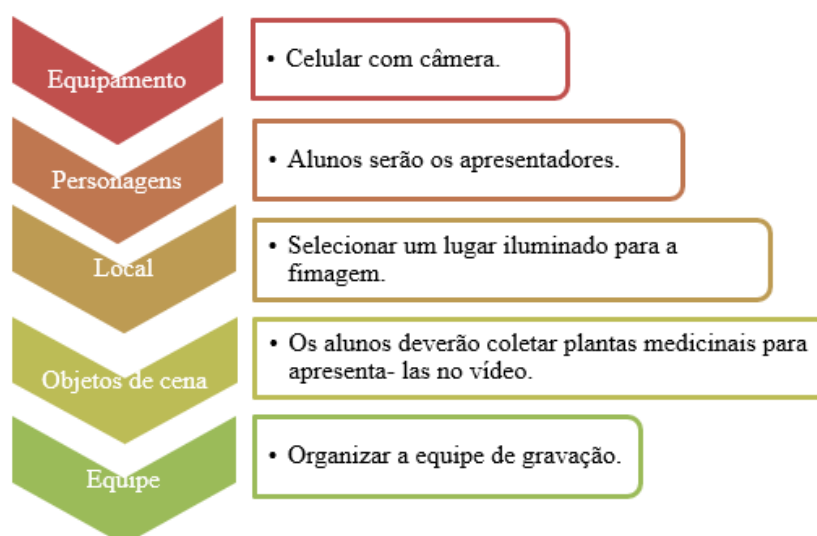 Equipamento
• Celular com câmera.
Personagens
• Alunos serão os apresentadores.
Local
• Selecionar um lugar iluminado para a
fimagem.
Objetos de cena
• Os alunos deverão coletar plantas medicinais para
apresenta- las no vídeo.
Equipe
• Organizar a equipe de gravação.